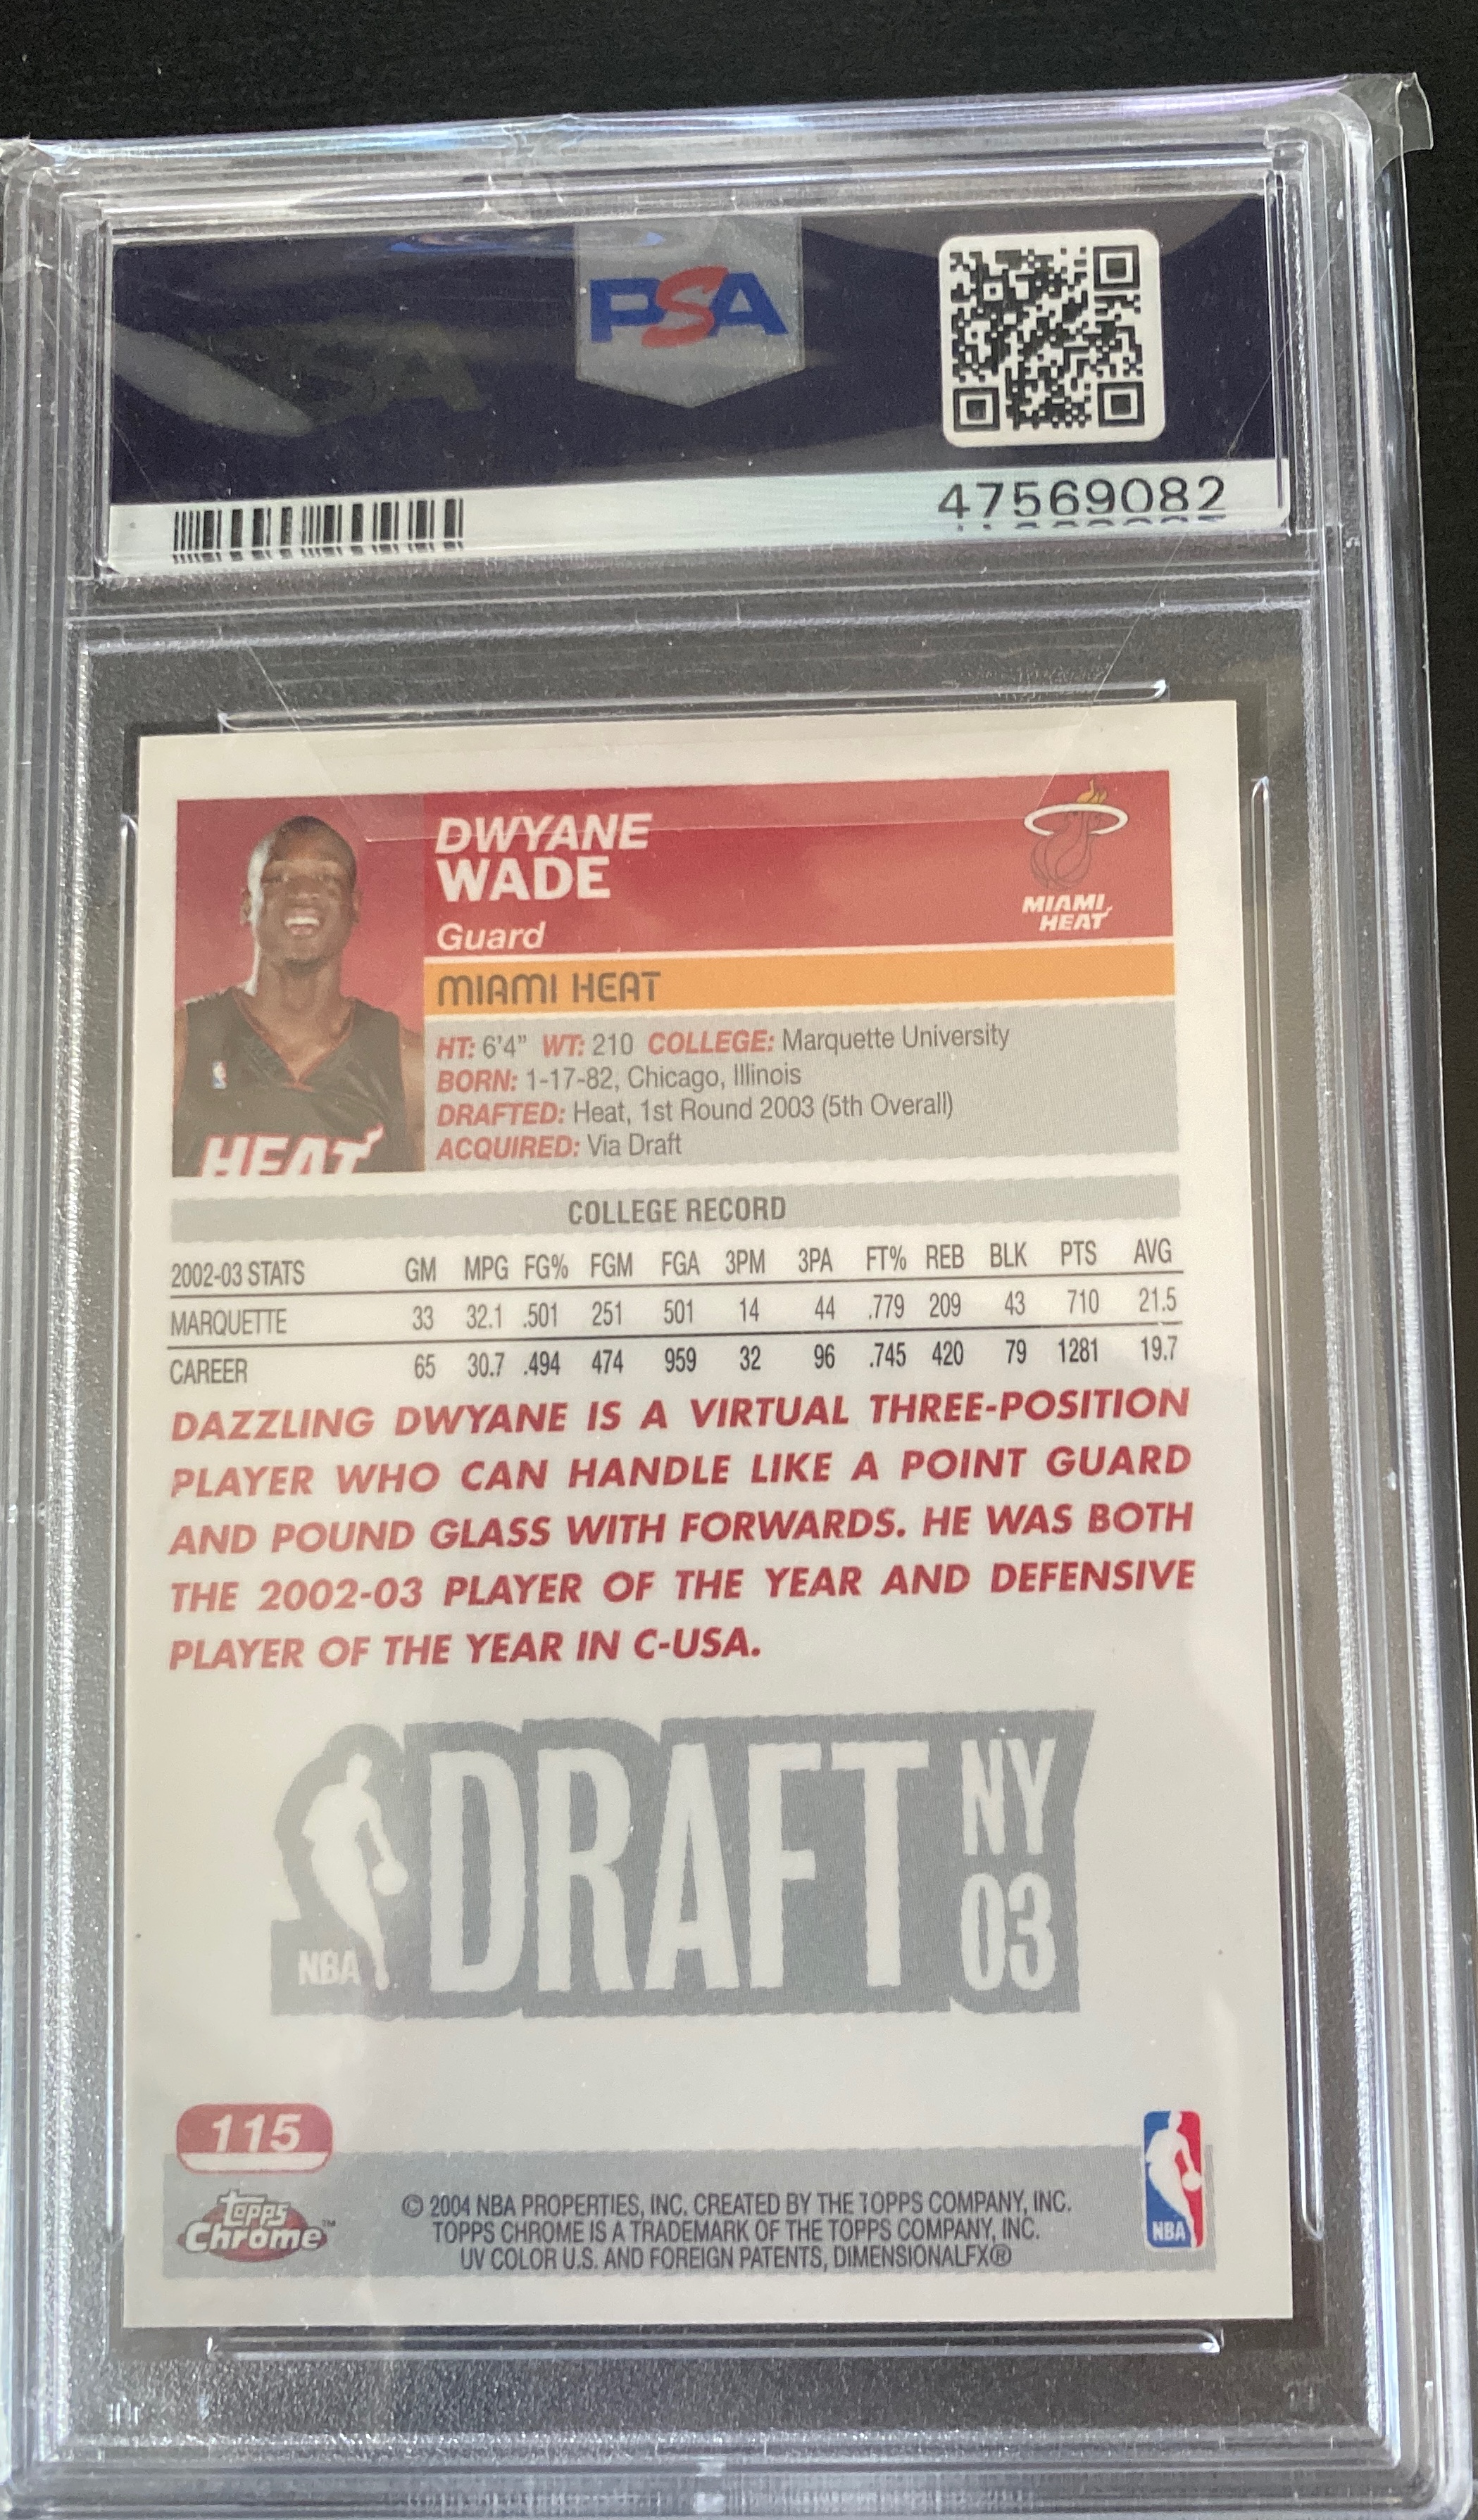 PSA
47569082
DWYANE
WADE
Guard
MIAMI
HEAT
MIAMI HEAT
HT: 6'4" WT: 210 COLLEGE: Marquette University
BORN: 1-17-82, Chicago, Illinois
DRAFTED: Heat, 1st Round 2003 (5th Overall)
ACQUIRED: Via Draft
HEAT
COLLEGE RECORD
2002-03 STATS GM MPG FG% FGM FGA 3PM 3PA FT% REB BLK PTS AVG
MARQUETTE 33 32.1 .501 251 501 14 44 .779 209 43 710 21.5
CAREER 65 30.7 .494 474 959 32 96 .745 420 79 1281 19.7
DAZZLING DWYANE IS A VIRTUAL THREE-POSITION
PLAYER WHO CAN HANDLE LIKE A POINT GUARD
AND POUND GLASS WITH FORWARDS. HE WAS BOTH
THE 2002-03 PLAYER OF THE YEAR AND DEFENSIVE
PLAYER OF THE YEAR IN C-USA.
NBA DRAFT NY
03
115
TOPPS
Chrome™
© 2004 NBA PROPERTIES, INC. CREATED BY THE TOPPS COMPANY, INC.
TOPPS CHROME IS A TRADEMARK OF THE TOPPS COMPANY, INC.
UV COLOR U.S. AND FOREIGN PATENTS, DIMENSIONALFX®
NBA